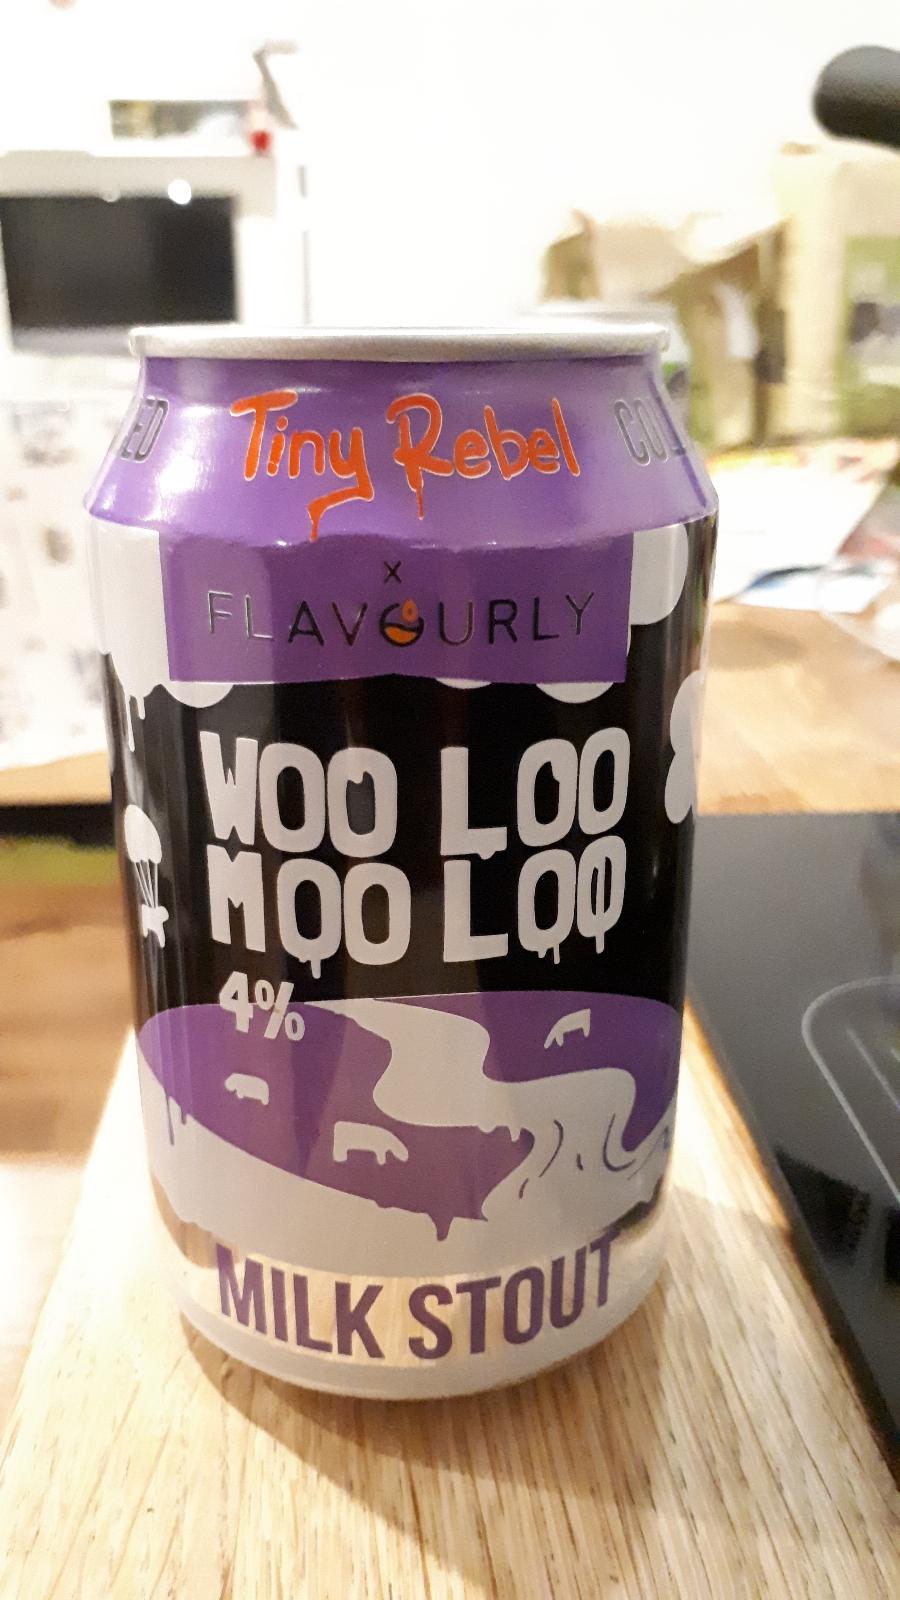 Tiny Rebel
x
FLAVOURLY
WOO LOO
MOO LOO
4%
MILK STOUT